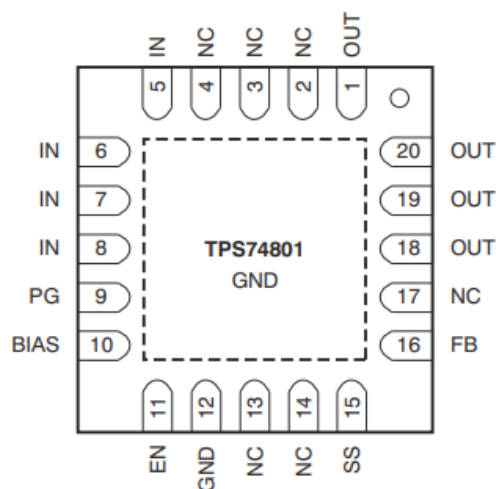 IN NC NC NC OUT
5 4 3 2 1
IN 6 20 OUT
IN 7 19 OUT
IN 8 TPS74801 18 OUT
GND
PG 9 17 NC
BIAS 10 16 FB
11 12 13 14 15
EN GND NC NC SS